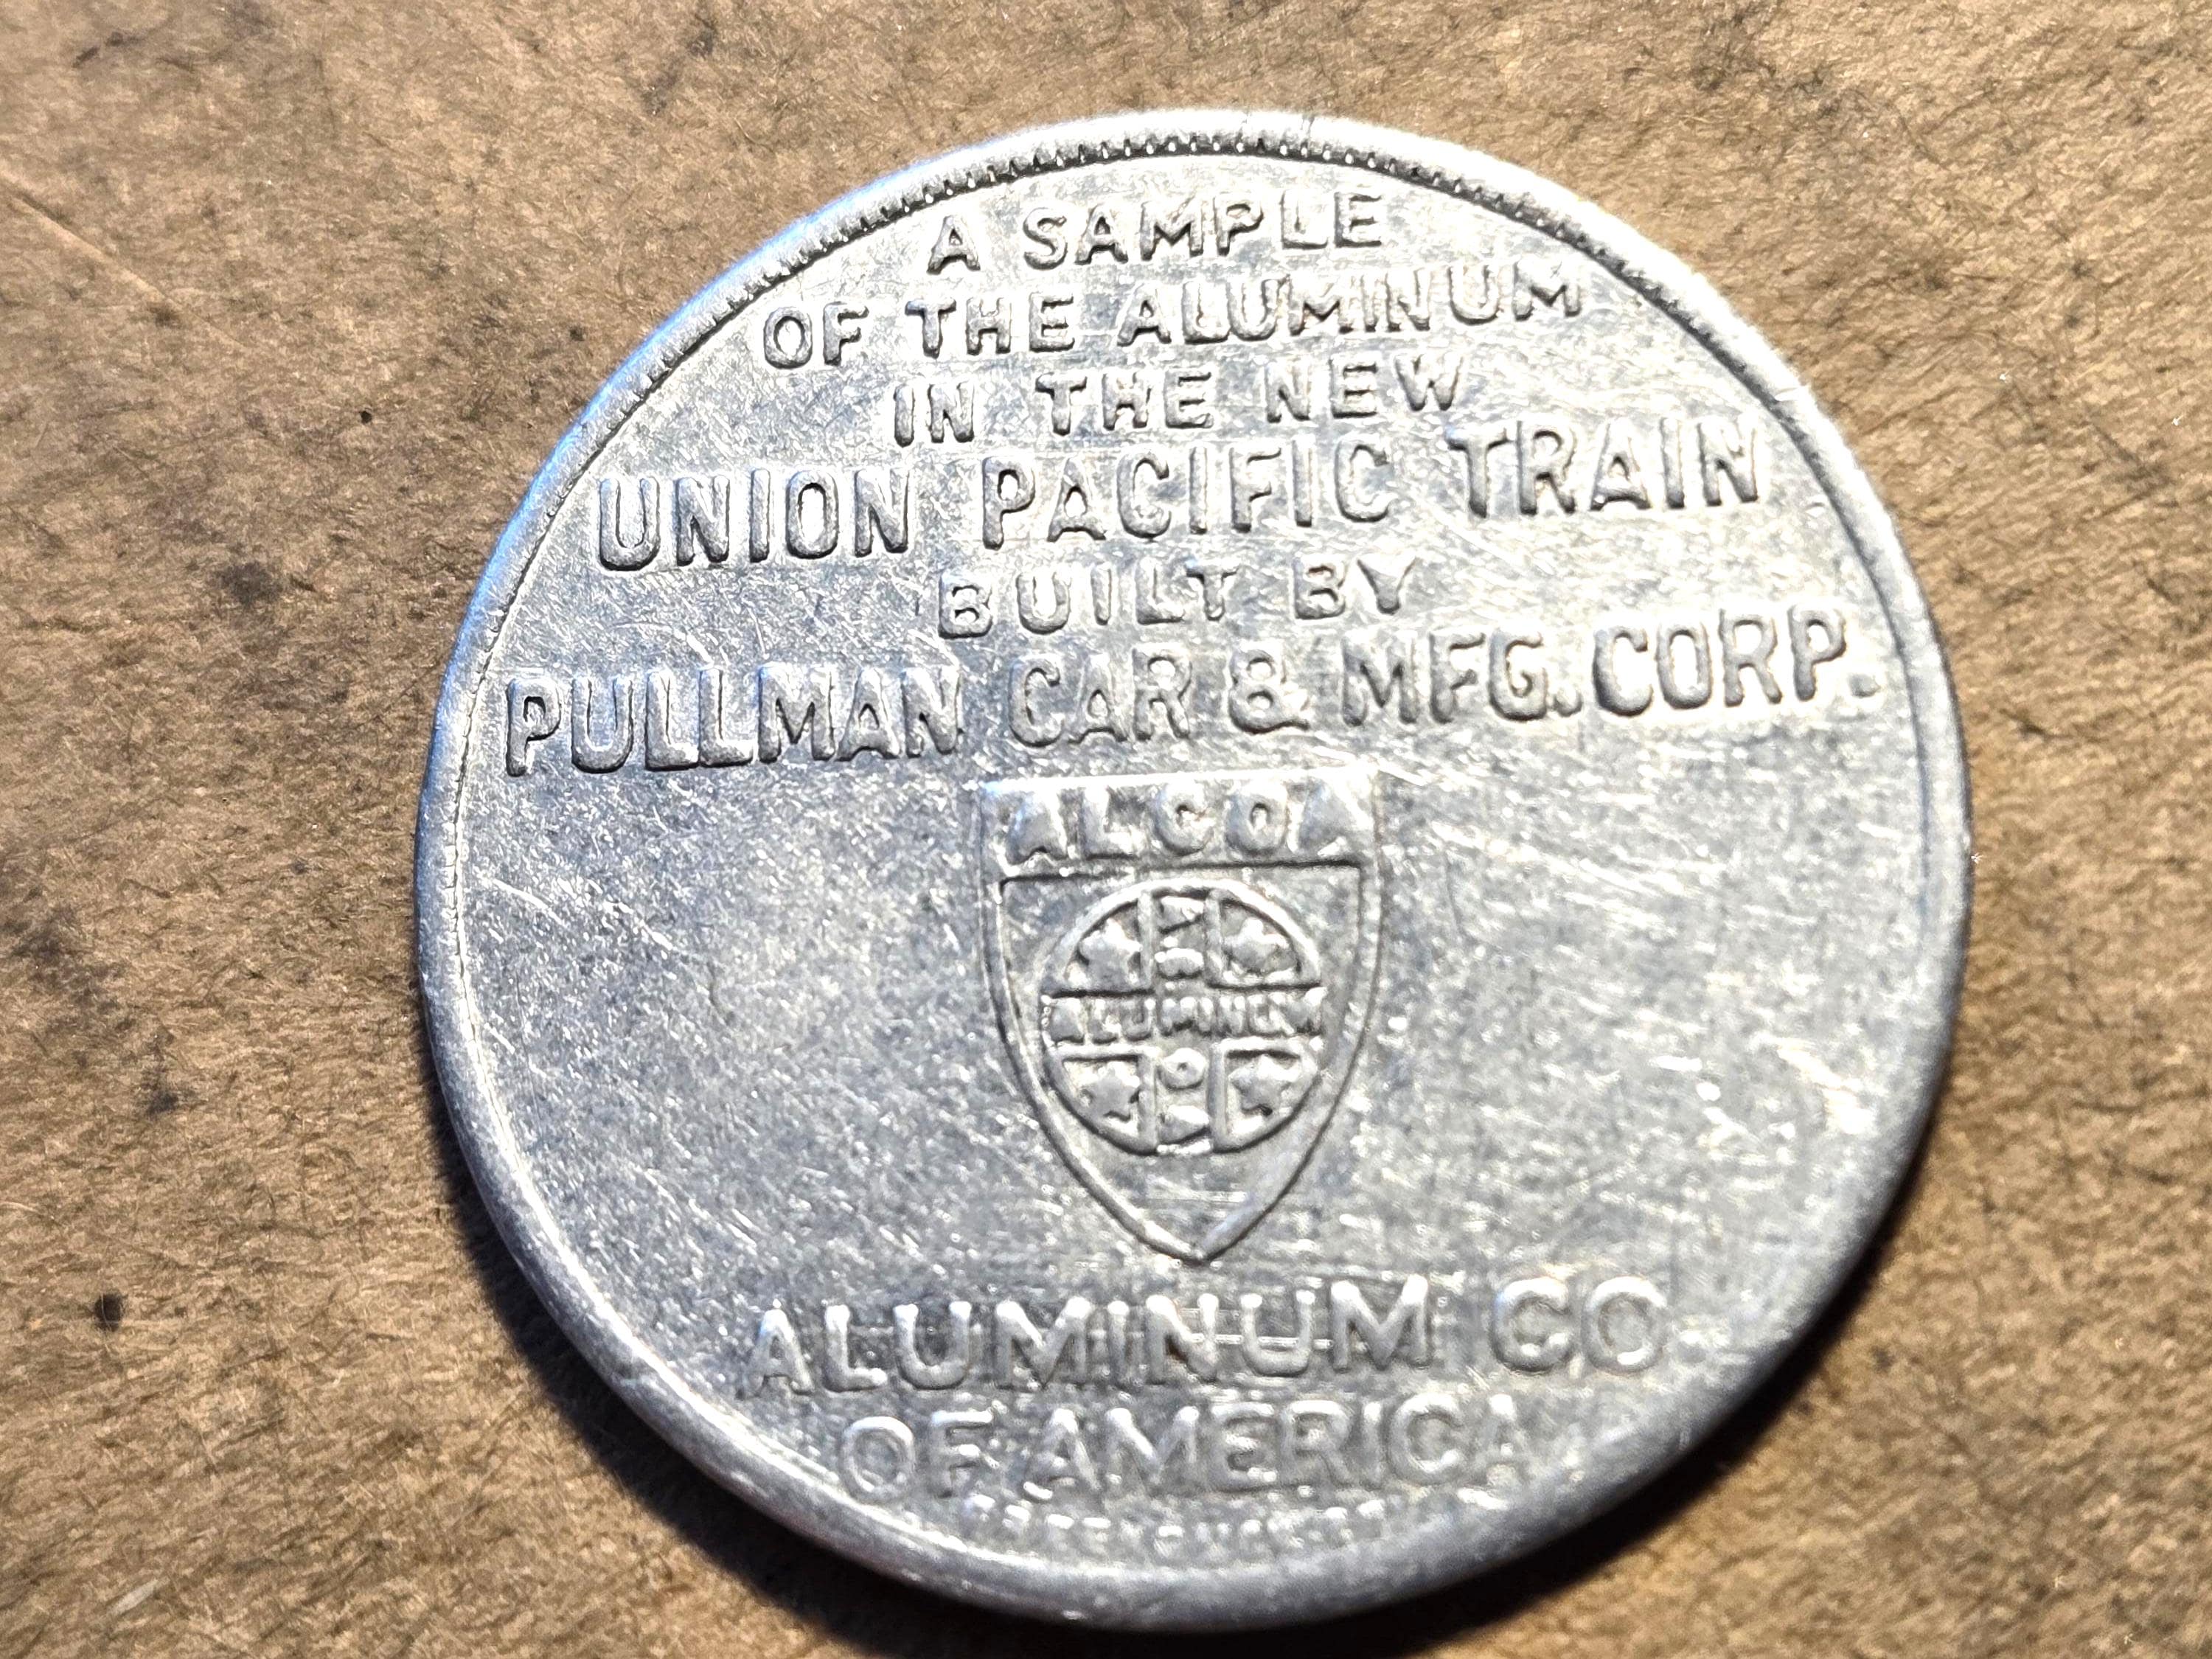 A SAMPLE
OF THE ALUMINUM
IN THE NEW
UNION PACIFIC TRAIN
BUILT BY
PULLMAN CAR & MFG. CORP.
ALCOA
ALUMINUM
ALUMINUM CO
OF AMERICA